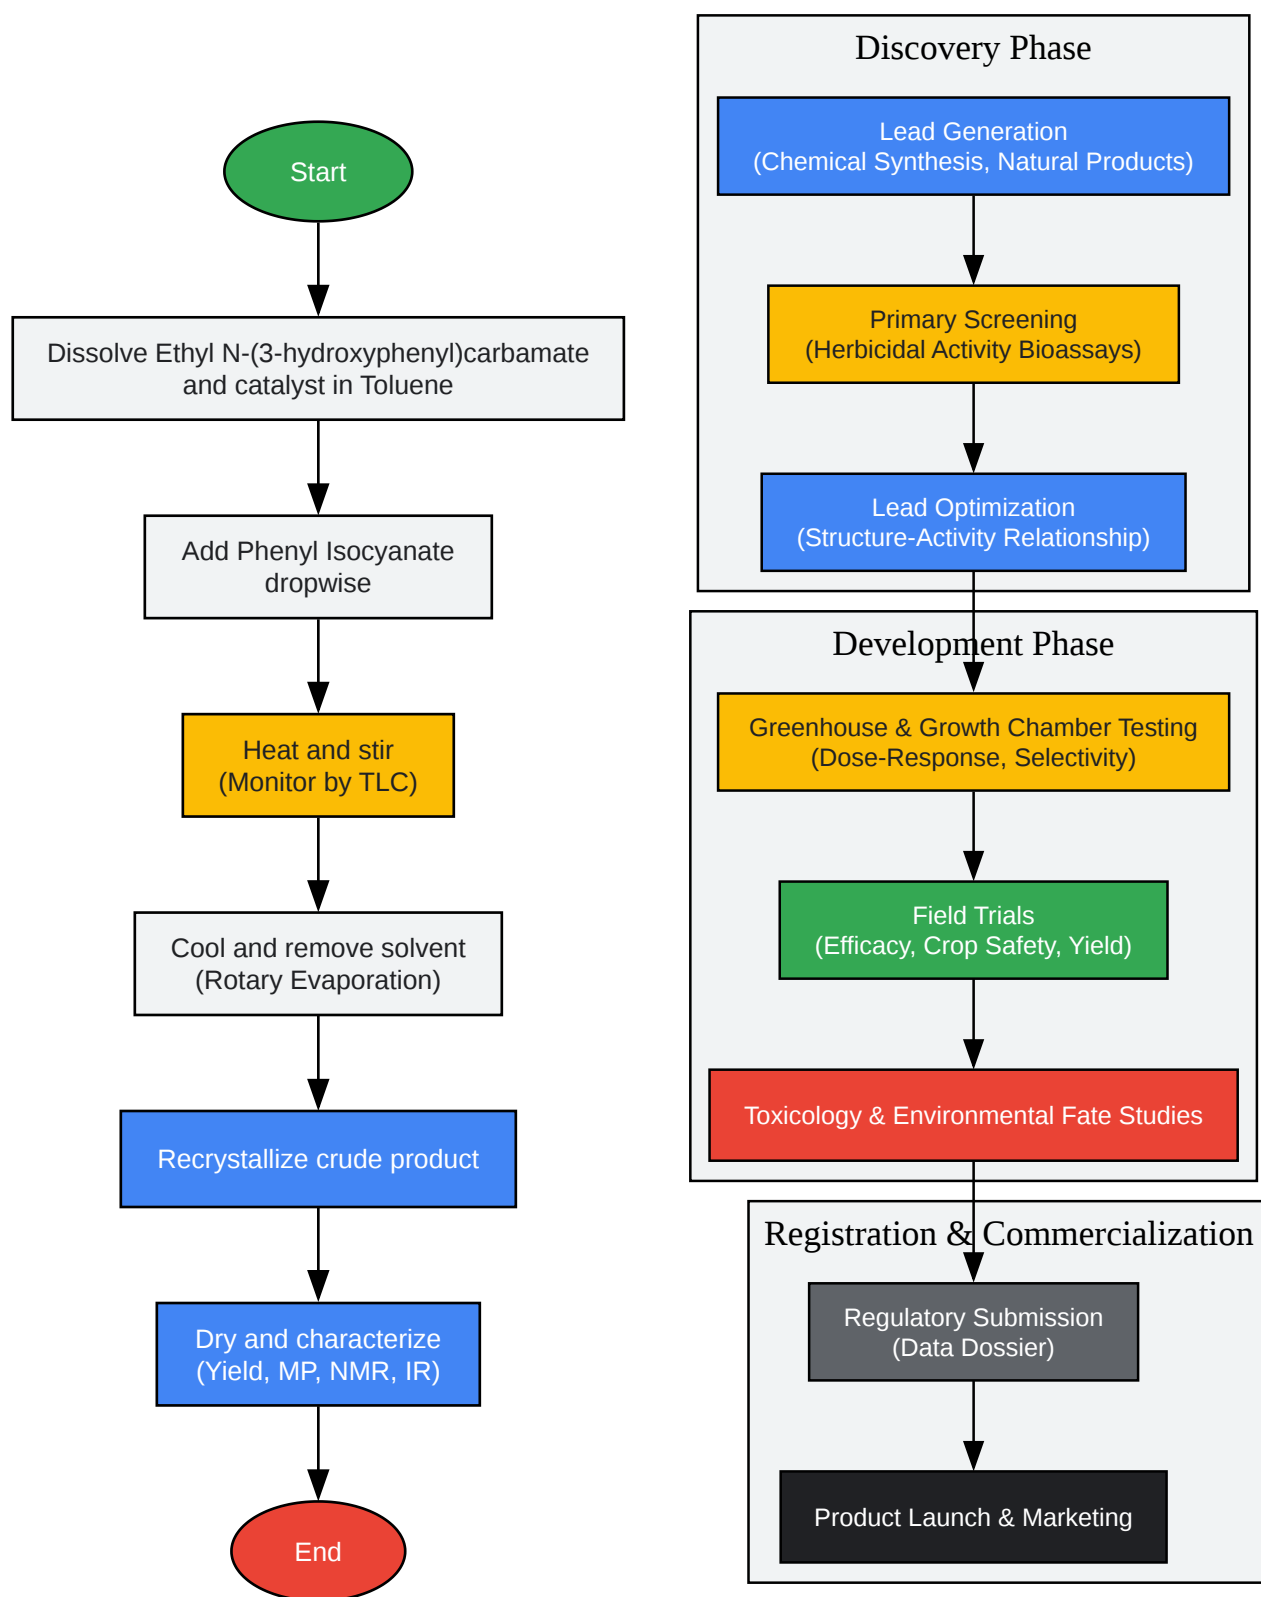 Start
Dissolve Ethyl N-(3-hydroxyphenyl)carbamate
and catalyst in Toluene
Add Phenyl Isocyanate
dropwise
Heat and stir
(Monitor by TLC)
Cool and remove solvent
(Rotary Evaporation)
Recrystallize crude product
Dry and characterize
(Yield, MP, NMR, IR)
End
Discovery Phase
Lead Generation
(Chemical Synthesis, Natural Products)
Primary Screening
(Herbicidal Activity Bioassays)
Lead Optimization
(Structure-Activity Relationship)
Development Phase
Greenhouse & Growth Chamber Testing
(Dose-Response, Selectivity)
Field Trials
(Efficacy, Crop Safety, Yield)
Toxicology & Environmental Fate Studies
Registration & Commercialization
Regulatory Submission
(Data Dossier)
Product Launch & Marketing